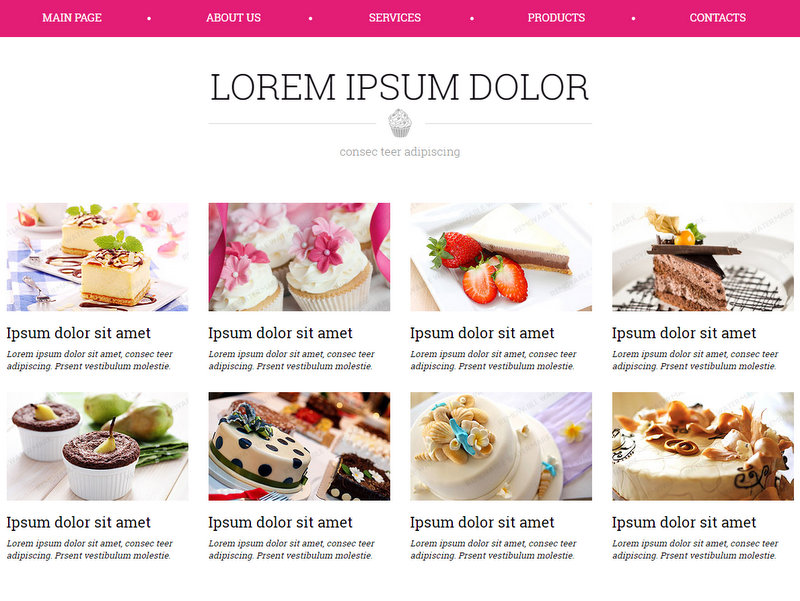 MAIN PAGE • ABOUT US • SERVICES • PRODUCTS • CONTACTS
LOREM IPSUM DOLOR
consec teer adipiscing
Ipsum dolor sit amet
Lorem ipsum dolor sit amet, consec teer
adipiscing. Prsent vestibulum molestie.
Ipsum dolor sit amet
Lorem ipsum dolor sit amet, consec teer
adipiscing. Prsent vestibulum molestie.
Ipsum dolor sit amet
Lorem ipsum dolor sit amet, consec teer
adipiscing. Prsent vestibulum molestie.
Ipsum dolor sit amet
Lorem ipsum dolor sit amet, consec teer
adipiscing. Prsent vestibulum molestie.
Ipsum dolor sit amet
Lorem ipsum dolor sit amet, consec teer
adipiscing. Prsent vestibulum molestie.
Ipsum dolor sit amet
Lorem ipsum dolor sit amet, consec teer
adipiscing. Prsent vestibulum molestie.
Ipsum dolor sit amet
Lorem ipsum dolor sit amet, consec teer
adipiscing. Prsent vestibulum molestie.
Ipsum dolor sit amet
Lorem ipsum dolor sit amet, consec teer
adipiscing. Prsent vestibulum molestie.